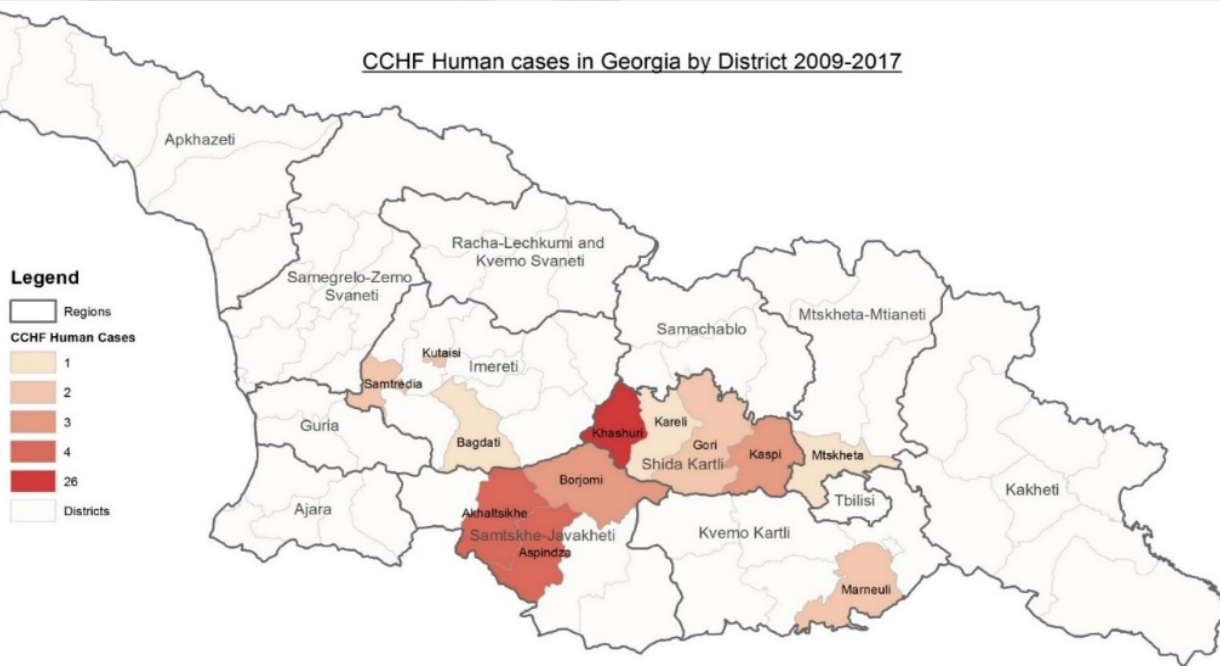 CCHF Human cases in Georgia by District 2009-2017
Apkhazeti
Racha-Lechkumi and
Kvemo Svaneti
Samegrelo-Zemo
Svaneti
Mtskheta-Mtianeti
Samachablo
Kutaisi
Imereti
Samtredia
Guria
Bagdati
Khashuri
Kareli
Gori
Shida Kartli
Kaspi
Mtskheta
Borjomi
Tbilisi
Kakheti
Ajara
Akhaltsikhe
Samtskhe-Javakheti
Aspindza
Kvemo Kartli
Marneuli
Legend
Regions
CCHF Human Cases
1
2
3
4
26
Districts